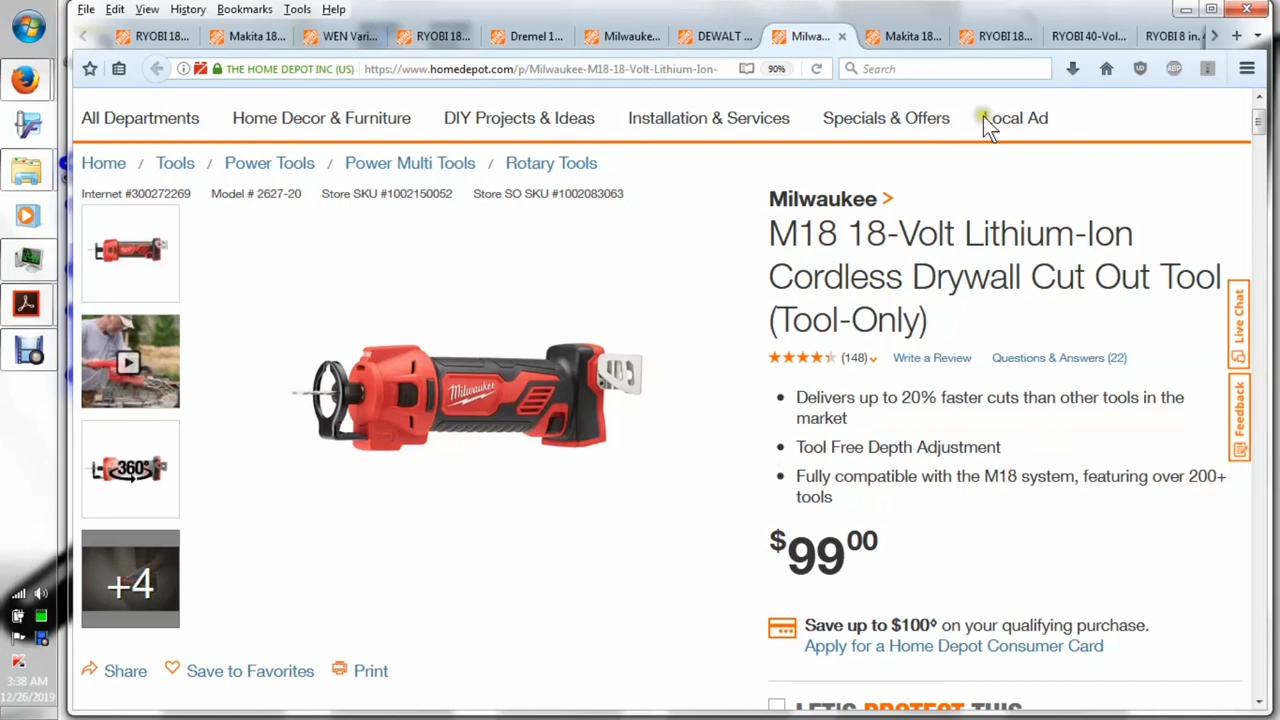 File Edit View History Bookmarks Tools Help
RYOBI 18... Makita 18... WEN Vari... RYOBI 18... Dremel 1... Milwauke... DEWALT ... Milwa... Makita 18... RYOBI 18... RYOBI 40-Vol... RYOBI 8 in.
THE HOME DEPOT INC (US) https://www.homedepot.com/p/Milwaukee-M18-18-Volt-Lithium-Ion- 90% Search
All Departments Home Decor & Furniture DIY Projects & Ideas Installation & Services Specials & Offers Local Ad
Home / Tools / Power Tools / Power Multi Tools / Rotary Tools
Internet #300272269 Model # 2627-20 Store SKU #1002150052 Store SO SKU #1002083063
Milwaukee >
M18 18-Volt Lithium-Ion
Cordless Drywall Cut Out Tool
(Tool-Only)
(148) Write a Review Questions & Answers (22)
• Delivers up to 20% faster cuts than other tools in the
market
• Tool Free Depth Adjustment
• Fully compatible with the M18 system, featuring over 200+
tools
$99 00
Save up to $100◊ on your qualifying purchase.
Apply for a Home Depot Consumer Card
LET'S PROTECT THIS
Milwaukee
360°
+4
Share Save to Favorites Print
Live Chat
Feedback
3:38 AM
12/26/2019